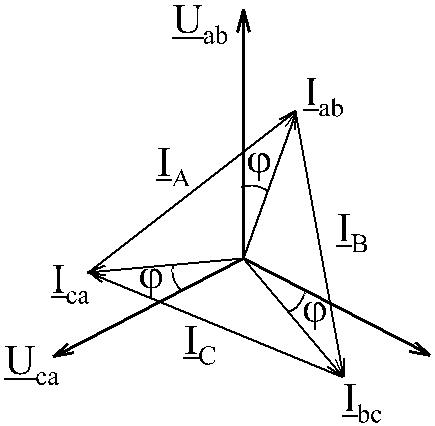 U_ab
I_ab
I_A
φ
I_B
I_ca
φ
φ
I_C
U_ca
I_bc